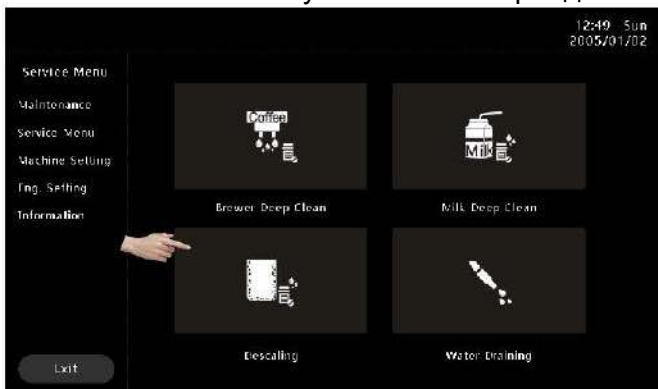 12:49 Sun
2005/01/02
Service Menu
Maintenance
Service Menu
Machine Setting
Eng. Setting
Information
Exit
Coffee
Brewer Deep Clean
Milk
Milk Deep Clean
Descaling
Water Draining